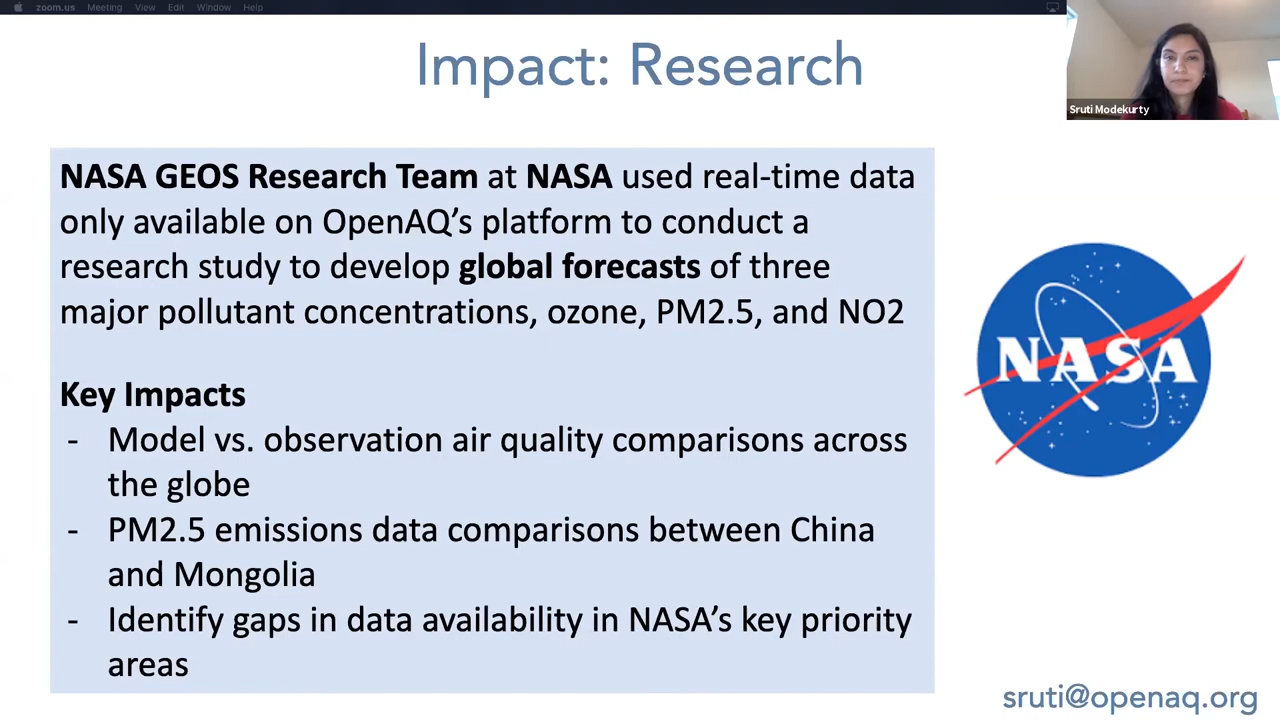 zoom.us Meeting View Edit Window Help
Impact: Research
Sruti Modekurty
NASA GEOS Research Team at NASA used real-time data
only available on OpenAQ’s platform to conduct a
research study to develop global forecasts of three
major pollutant concentrations, ozone, PM2.5, and NO2
Key Impacts
- Model vs. observation air quality comparisons across
the globe
- PM2.5 emissions data comparisons between China
and Mongolia
- Identify gaps in data availability in NASA’s key priority
areas
NASA
sruti@openaq.org